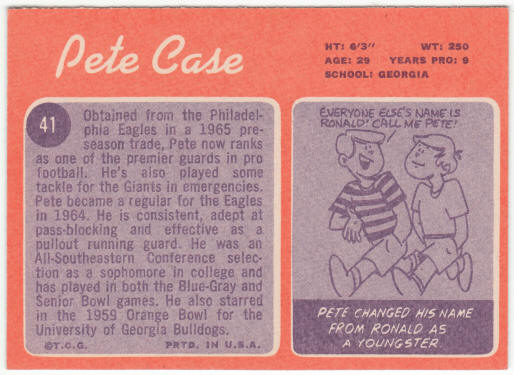 Pete Case
HT: 6'3" WT: 250
AGE: 29 YEARS PRO: 9
SCHOOL: GEORGIA
41
Obtained from the Philadel-
phia Eagles in a 1965 pre-
season trade, Pete now ranks
as one of the premier guards in pro
football. He's also played some
tackle for the Giants in emergencies.
Pete became a regular for the Eagles
in 1964. He is consistent, adept at
pass-blocking and effective as a
pullout running guard. He was an
All-Southeastern Conference selec-
tion as a sophomore in college and
has played in both the Blue-Gray and
Senior Bowl games. He also starred
in the 1959 Orange Bowl for the
University of Georgia Bulldogs.
©T.C.G. PRTD. IN U.S.A.
EVERYONE ELSE'S NAME IS
RONALD! CALL ME PETE!
PETE CHANGED HIS NAME
FROM RONALD AS
A YOUNGSTER